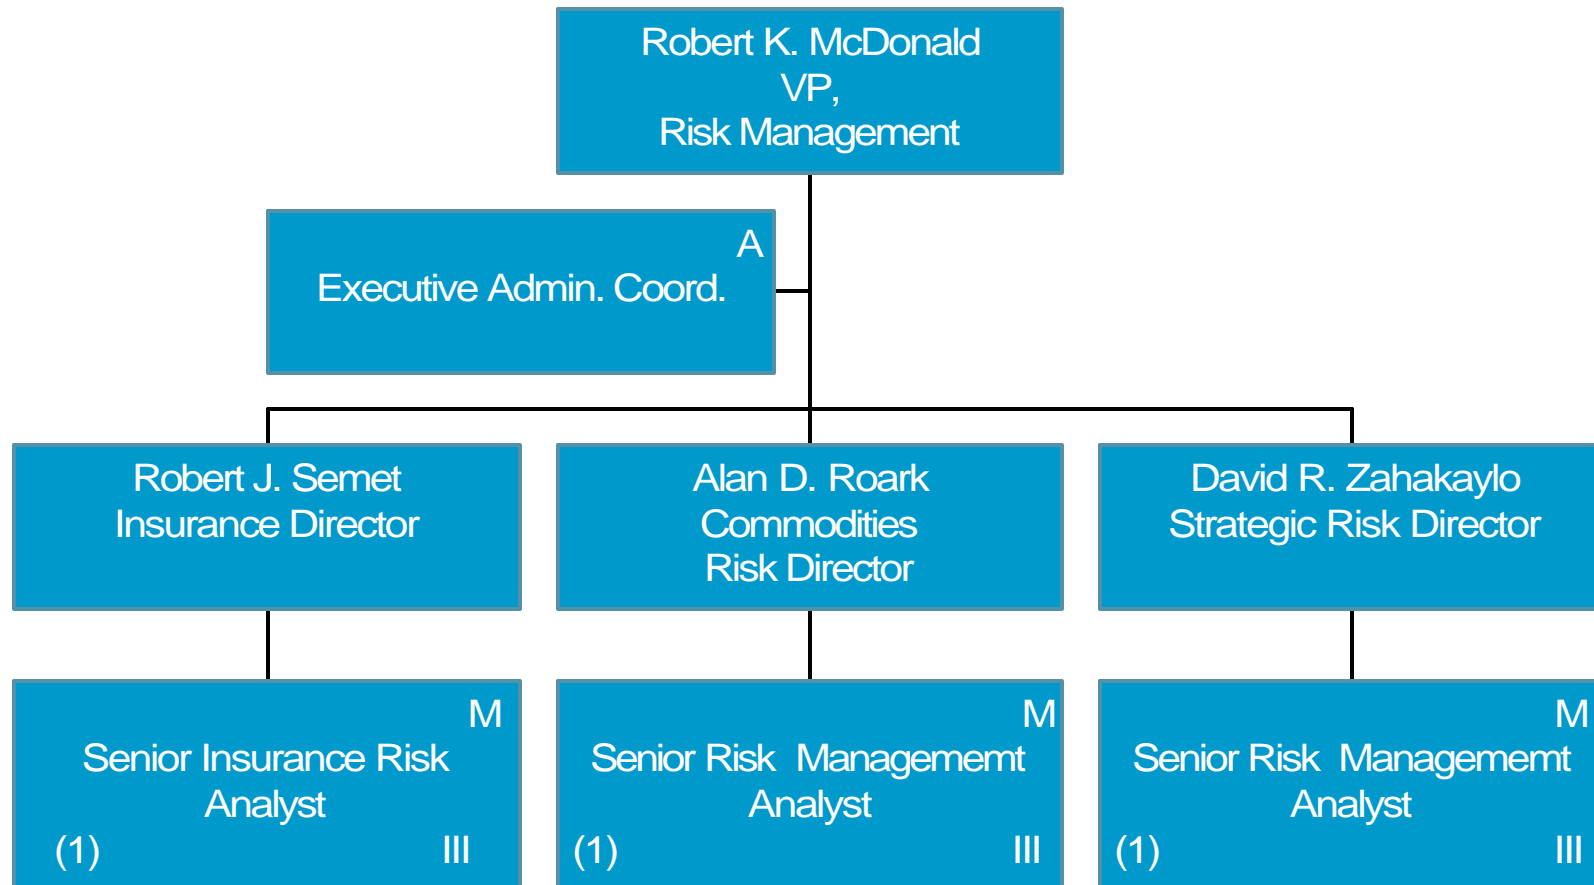 Robert K. McDonald
VP,
Risk Management
A
Executive Admin. Coord.
Robert J. Semet
Insurance Director
Alan D. Roark
Commodities
Risk Director
David R. Zahakaylo
Strategic Risk Director
M
Senior Insurance Risk
Analyst
(1) III
M
Senior Risk Managememt
Analyst
(1) III
M
Senior Risk Managememt
Analyst
(1) III